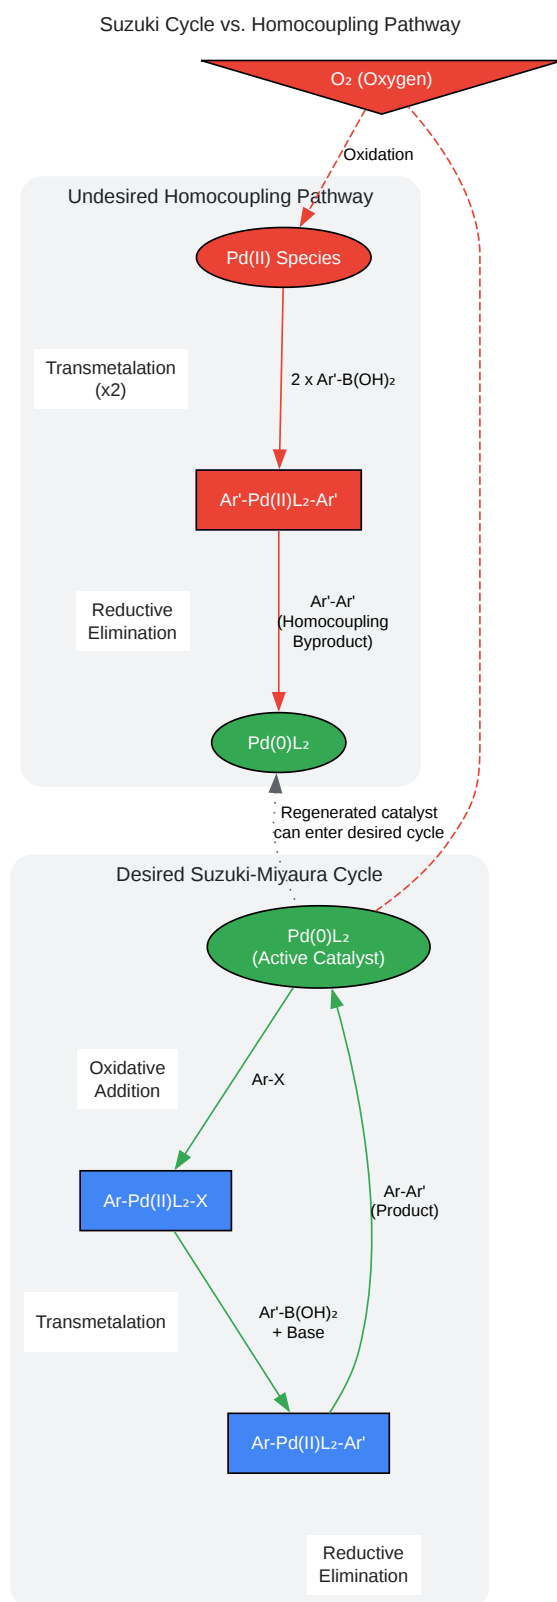 Suzuki Cycle vs. Homocoupling Pathway
O₂ (Oxygen)
Oxidation
Undesired Homocoupling Pathway
Pd(II) Species
Transmetalation
(x2)
2 x Ar'-B(OH)₂
Ar'-Pd(II)L₂-Ar'
Reductive
Elimination
Ar'-Ar'
(Homocoupling
Byproduct)
Pd(0)L₂
Regenerated catalyst
can enter desired cycle
Desired Suzuki-Miyaura Cycle
Pd(0)L₂
(Active Catalyst)
Oxidative
Addition
Ar-X
Ar-Pd(II)L₂-X
Ar-Ar'
(Product)
Transmetalation
Ar'-B(OH)₂
+ Base
Ar-Pd(II)L₂-Ar'
Reductive
Elimination